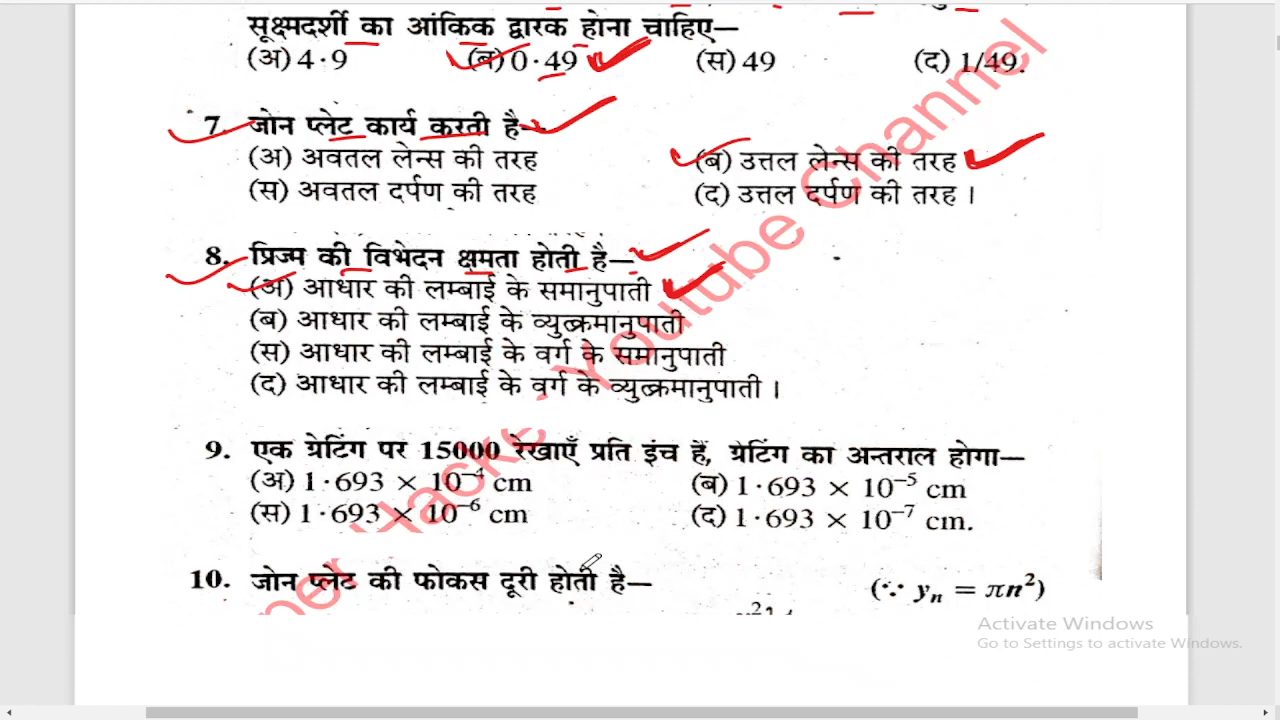 सूक्ष्मदर्शी का आंकिक द्वारक होना चाहिए—
(अ) 4·9 (ब) 0·49 (स) 49 (द) 1/49.
7. जोन प्लेट कार्य करती है—
(अ) अवतल लेन्स की तरह (ब) उत्तल लेन्स की तरह
(स) अवतल दर्पण की तरह (द) उत्तल दर्पण की तरह ।
8. प्रिज्म की विभेदन क्षमता होती है—
(अ) आधार की लम्बाई के समानुपाती
(ब) आधार की लम्बाई के व्युत्क्रमानुपाती
(स) आधार की लम्बाई के वर्ग के समानुपाती
(द) आधार की लम्बाई के वर्ग के व्युत्क्रमानुपाती ।
9. एक ग्रेटिंग पर 15000 रेखाएँ प्रति इंच हैं, ग्रेटिंग का अन्तराल होगा—
(अ) 1·693 × 10⁻⁴ cm (ब) 1·693 × 10⁻⁵ cm
(स) 1·693 × 10⁻⁶ cm (द) 1·693 × 10⁻⁷ cm.
10. जोन प्लेट की फोकस दूरी होती है— (∵ yₙ = πn²)
Youtube Channel
Activate Windows
Go to Settings to activate Windows.